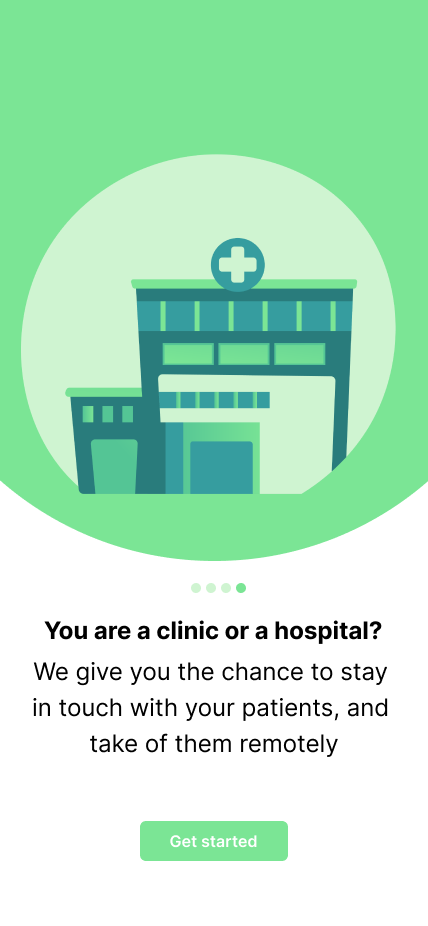 You are a clinic or a hospital?
We give you the chance to stay
in touch with your patients, and
take of them remotely
Get started